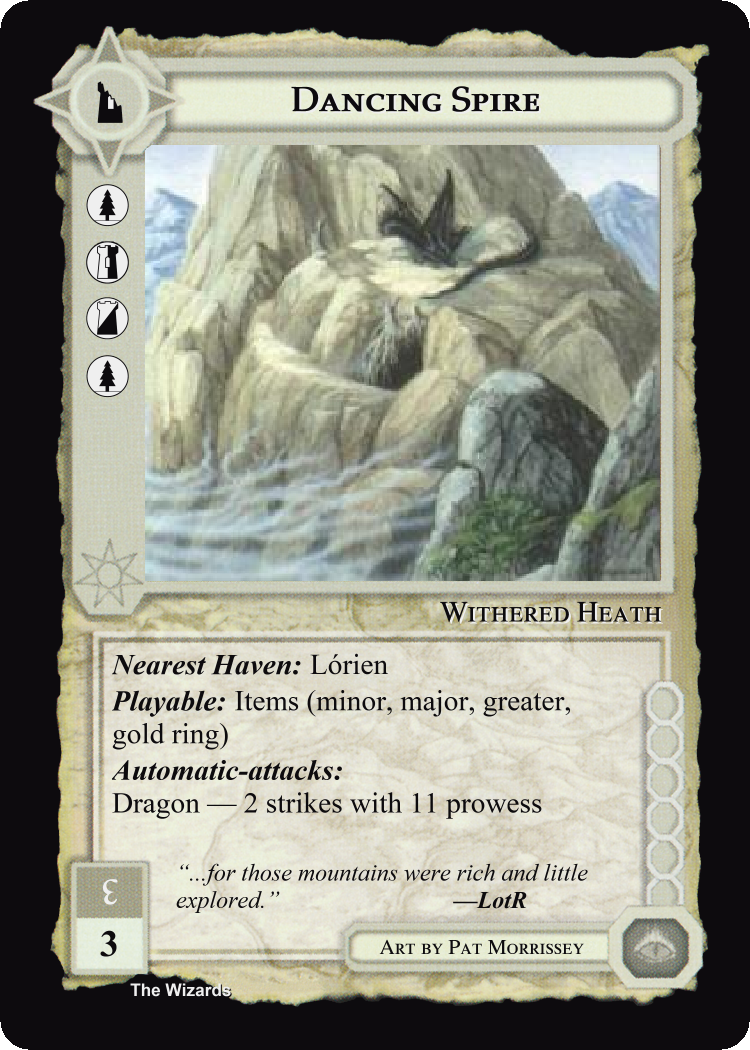 Dancing Spire
Withered Heath
Nearest Haven: Lórien
Playable: Items (minor, major, greater,
gold ring)
Automatic-attacks:
Dragon — 2 strikes with 11 prowess
“...for those mountains were rich and little
explored.” —LotR
ε
3
Art by Pat Morrissey
The Wizards